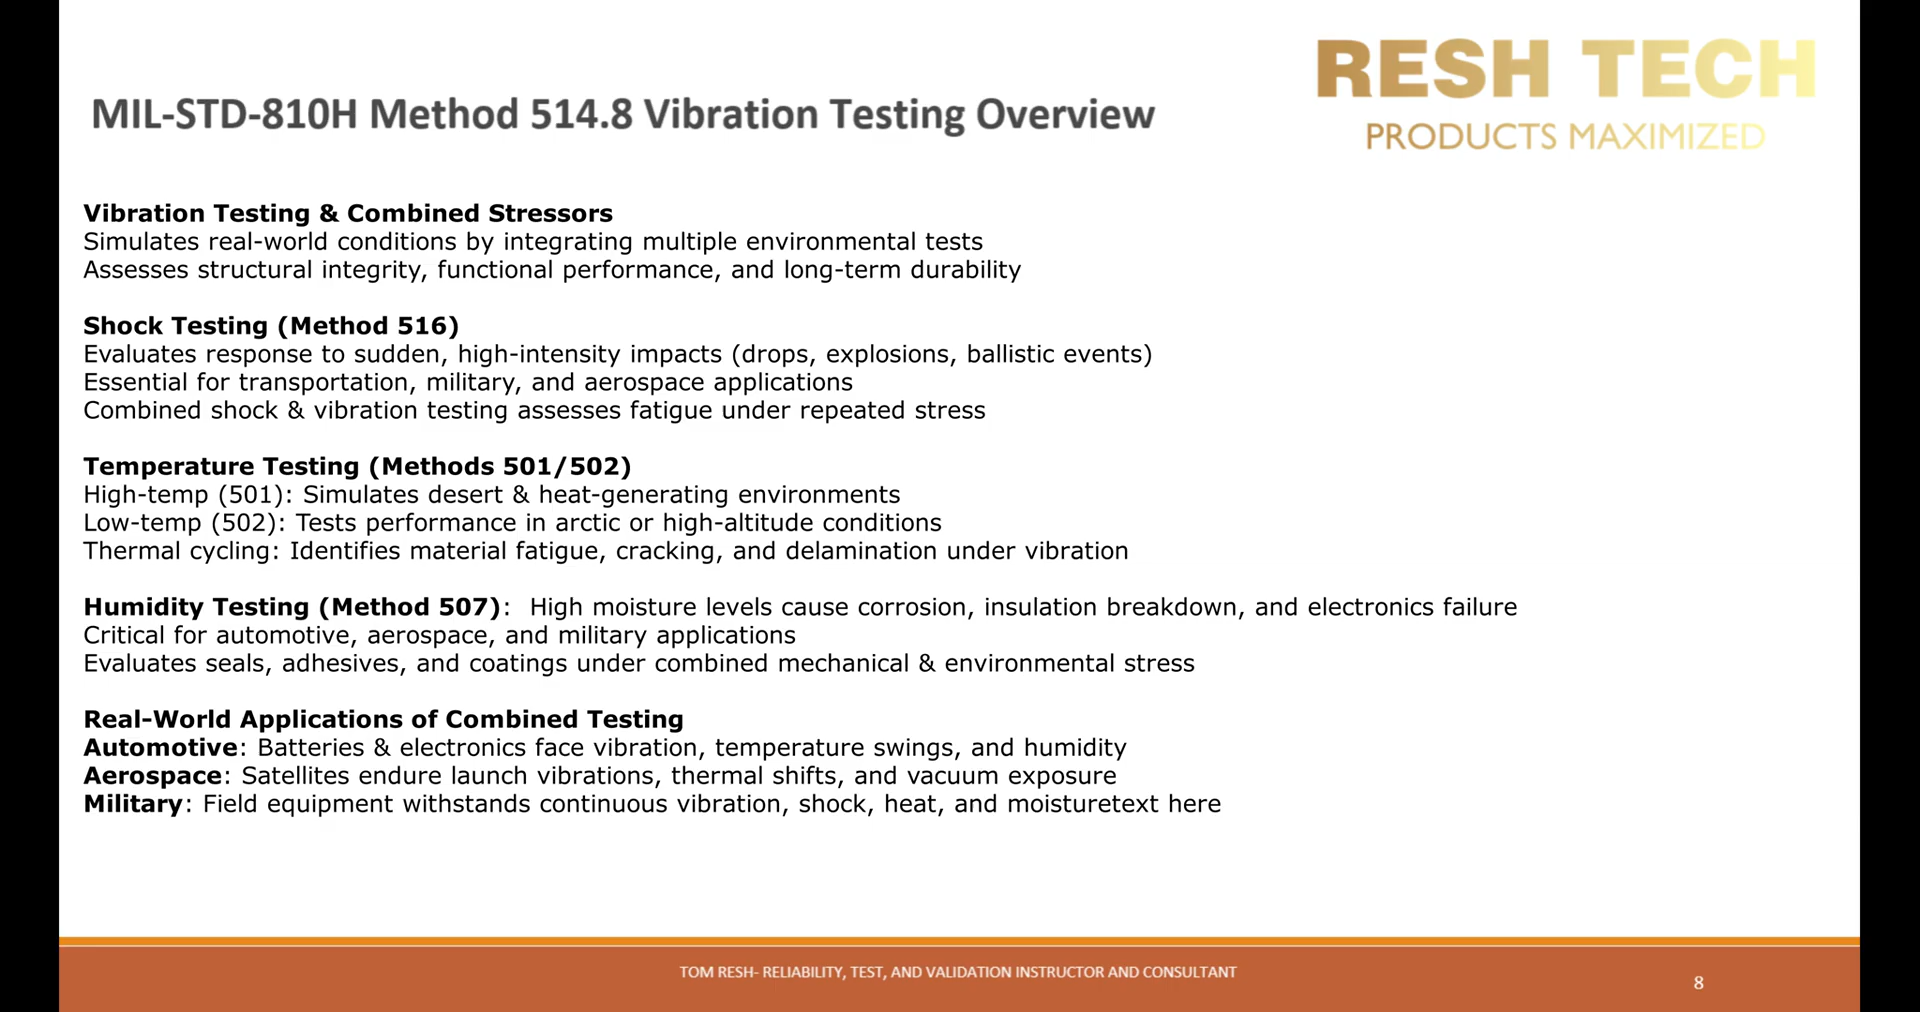 RESH TECH
PRODUCTS MAXIMIZED
MIL-STD-810H Method 514.8 Vibration Testing Overview
Vibration Testing & Combined Stressors
Simulates real-world conditions by integrating multiple environmental tests
Assesses structural integrity, functional performance, and long-term durability
Shock Testing (Method 516)
Evaluates response to sudden, high-intensity impacts (drops, explosions, ballistic events)
Essential for transportation, military, and aerospace applications
Combined shock & vibration testing assesses fatigue under repeated stress
Temperature Testing (Methods 501/502)
High-temp (501): Simulates desert & heat-generating environments
Low-temp (502): Tests performance in arctic or high-altitude conditions
Thermal cycling: Identifies material fatigue, cracking, and delamination under vibration
Humidity Testing (Method 507):  High moisture levels cause corrosion, insulation breakdown, and electronics failure
Critical for automotive, aerospace, and military applications
Evaluates seals, adhesives, and coatings under combined mechanical & environmental stress
Real-World Applications of Combined Testing
Automotive: Batteries & electronics face vibration, temperature swings, and humidity
Aerospace: Satellites endure launch vibrations, thermal shifts, and vacuum exposure
Military: Field equipment withstands continuous vibration, shock, heat, and moisturetext here
TOM RESH- RELIABILITY, TEST, AND VALIDATION INSTRUCTOR AND CONSULTANT
8